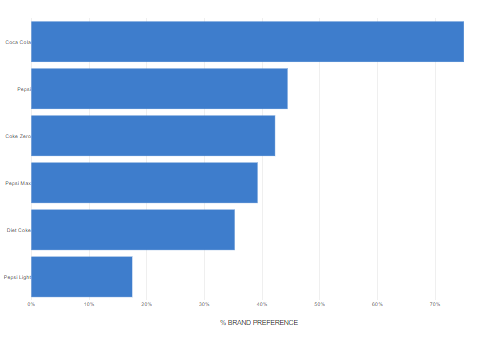 Coca Cola
Pepsi
Coke Zero
Pepsi Max
Diet Coke
Pepsi Light
0% 10% 20% 30% 40% 50% 60% 70%
% BRAND PREFERENCE